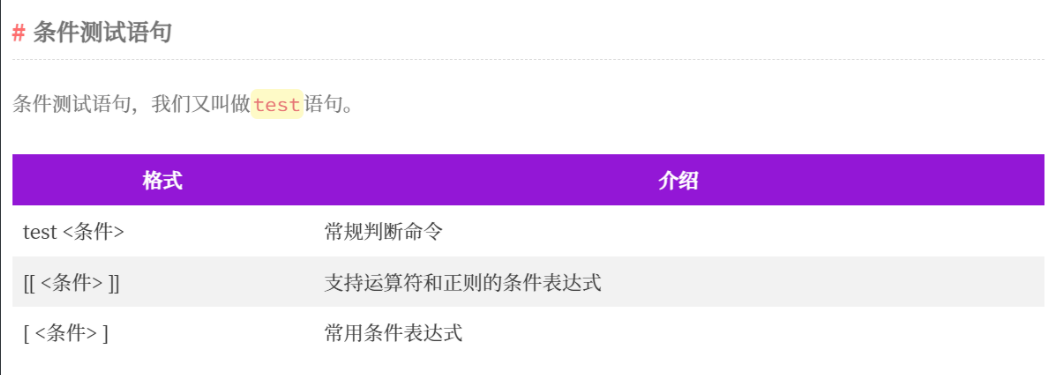 # 条件测试语句
条件测试语句，我们又叫做test语句。
格式 介绍
test <条件> 常规判断命令
[[ <条件> ]] 支持运算符和正则的条件表达式
[ <条件> ] 常用条件表达式